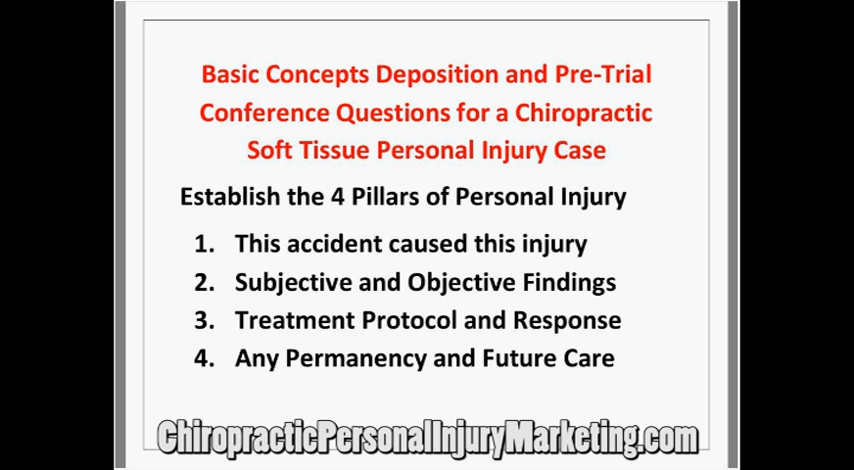 Basic Concepts Deposition and Pre-Trial
Conference Questions for a Chiropractic
Soft Tissue Personal Injury Case
Establish the 4 Pillars of Personal Injury
1. This accident caused this injury
2. Subjective and Objective Findings
3. Treatment Protocol and Response
4. Any Permanency and Future Care
ChiropracticPersonalInjuryMarketing.com